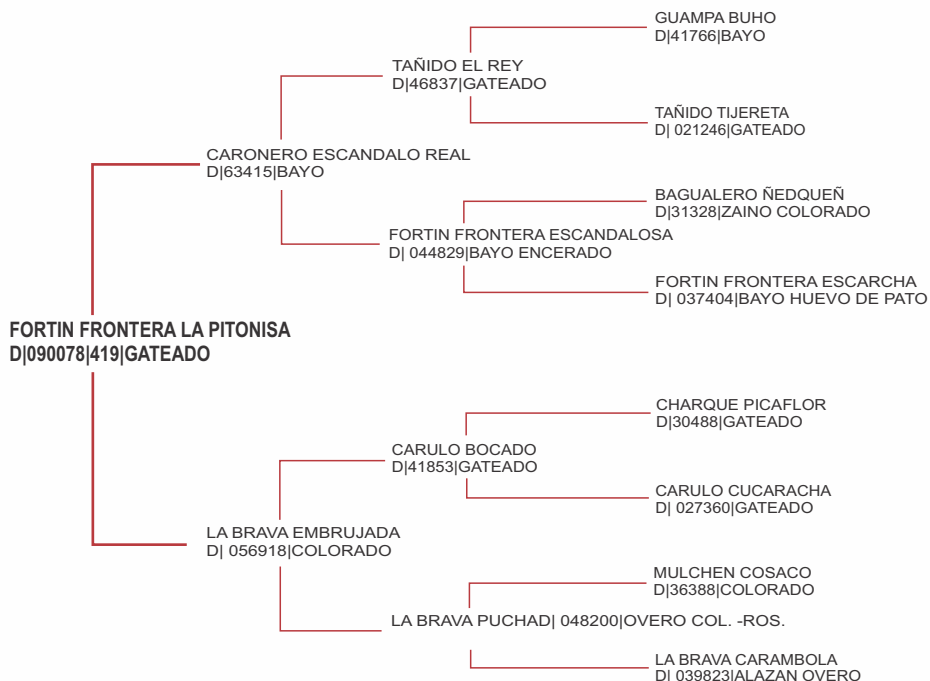 GUAMPA BUHO
D|41766|BAYO
TAÑIDO EL REY
D|46837|GATEADO
TAÑIDO TIJERETA
D| 021246|GATEADO
CARONERO ESCANDALO REAL
D|63415|BAYO
BAGUALERO ÑEDQUEÑ
D|31328|ZAINO COLORADO
FORTIN FRONTERA ESCANDALOSA
D| 044829|BAYO ENCERADO
FORTIN FRONTERA ESCARCHA
D| 037404|BAYO HUEVO DE PATO
FORTIN FRONTERA LA PITONISA
D|090078|419|GATEADO
CHARQUE PICAFLOR
D|30488|GATEADO
CARULO BOCADO
D|41853|GATEADO
CARULO CUCARACHA
D| 027360|GATEADO
LA BRAVA EMBRUJADA
D| 056918|COLORADO
MULCHEN COSACO
D|36388|COLORADO
LA BRAVA PUCHAD| 048200|OVERO COL. -ROS.
LA BRAVA CARAMBOLA
D| 039823|ALAZAN OVERO